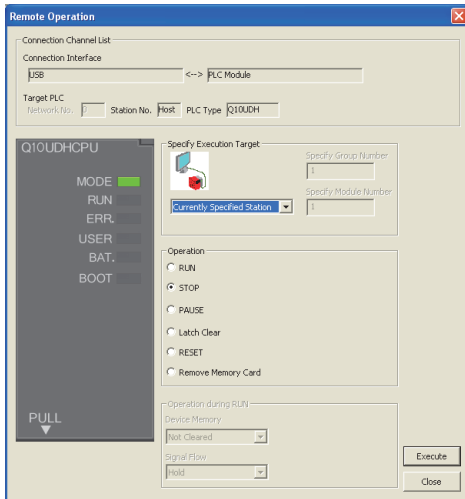 Remote Operation
Connection Channel List
Connection Interface
USB <--> PLC Module
Target PLC
Network No. 0 Station No. Host PLC Type Q10UDH
Q10UDHCPU
MODE
RUN
ERR.
USER
BAT.
BOOT
PULL
Specify Execution Target
Currently Specified Station
Specify Group Number
1
Specify Module Number
1
Operation
RUN
STOP
PAUSE
Latch Clear
RESET
Remove Memory Card
Operation during RUN
Device Memory
Not Cleared
Signal Flow
Hold
Execute
Close